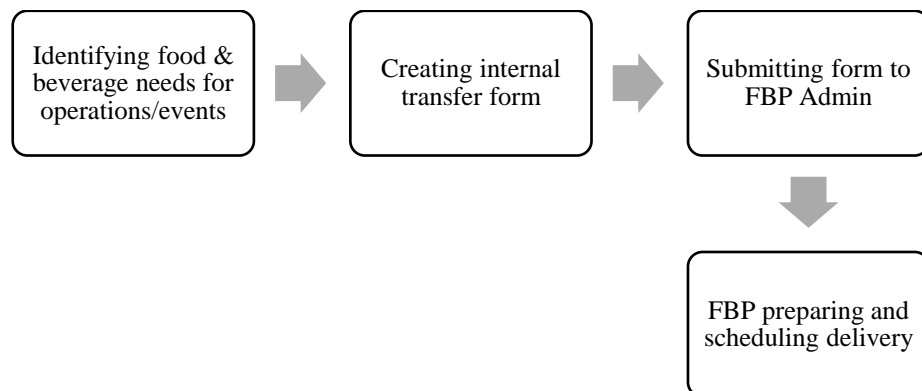 Identifying food &
beverage needs for
operations/events
Creating internal
transfer form
Submitting form to
FBP Admin
FBP preparing and
scheduling delivery